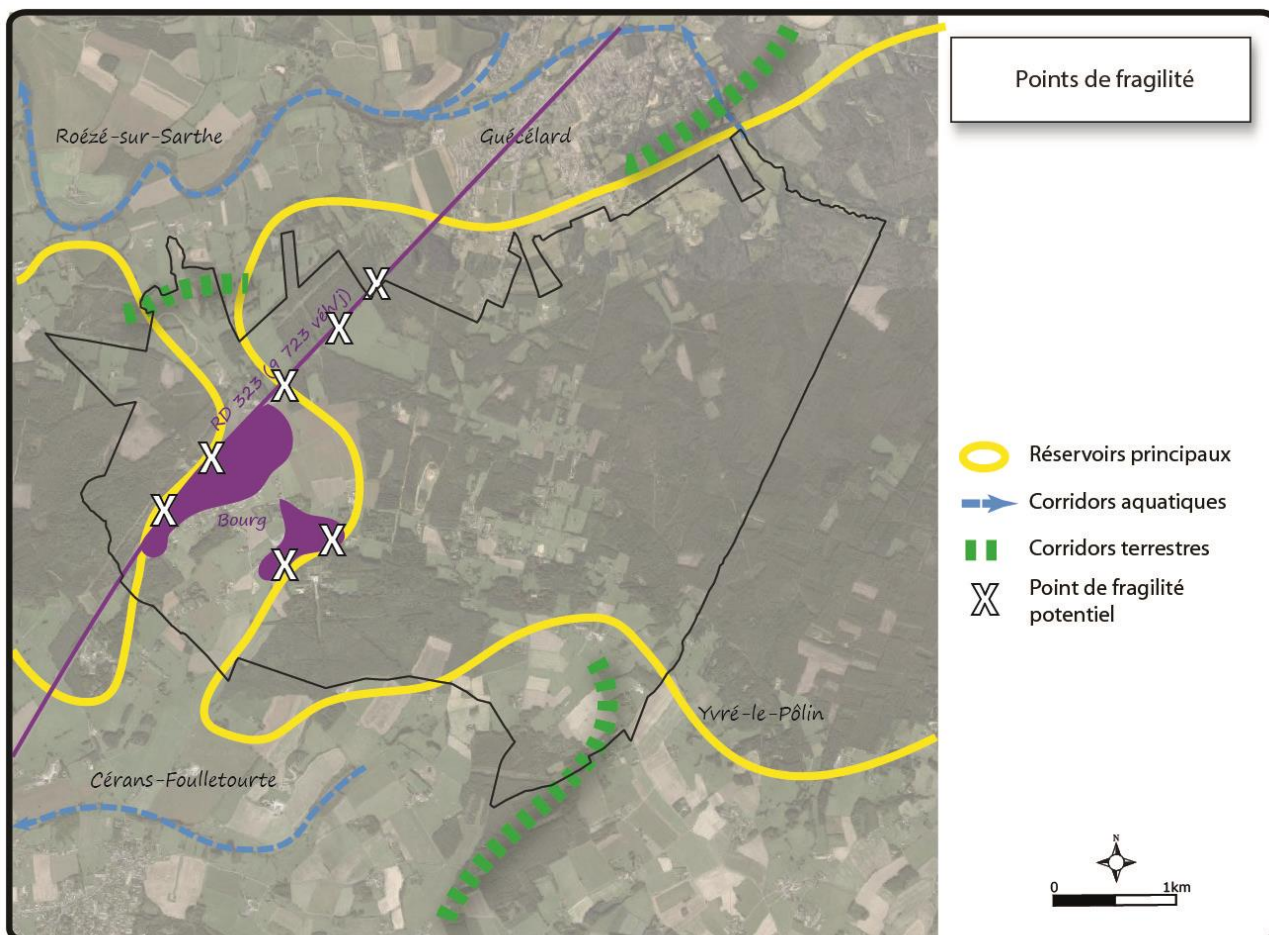 Points de fragilité
Roézé-sur-Sarthe
Guécélard
RD 323 (9 723 véh/j)
Bourg
Yvré-le-Pôlin
Cérans-Foulletourte
Réservoirs principaux
Corridors aquatiques
Corridors terrestres
X Point de fragilité
potentiel
N
0 1km